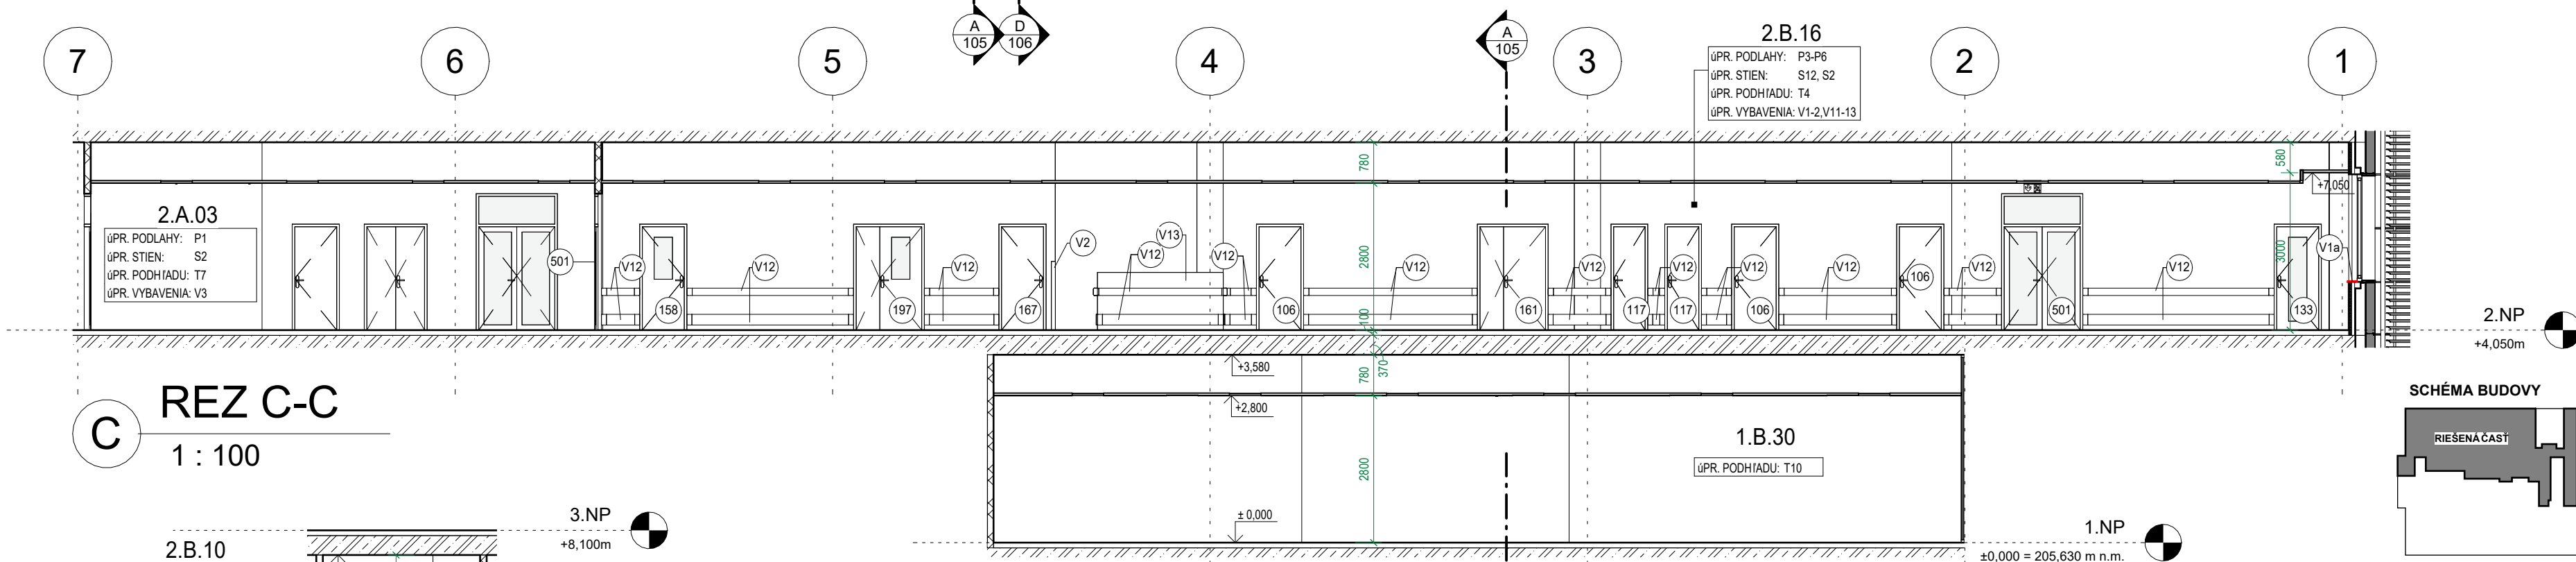 7
6
5
A
105
D
106
4
A
105
3
2
1
2.B.16
úPR. PODLAHY: P3-P6
úPR. STIEN: S12, S2
úPR. PODHľADU: T4
úPR. VYBAVENIA: V1-2,V11-13
780
580
+7,050
2.A.03
úPR. PODLAHY: P1
úPR. STIEN: S2
úPR. PODHľADU: T7
úPR. VYBAVENIA: V3
501
V12
158
V12
197
V12
167
V2
V12
V13
V12
106
2800
V12
161
V12
117
V12
117
V12
106
V12
106
V12
501
V12
3000
V1a
133
100
2.NP
+4,050m
370
780
+3,580
+2,800
2800
± 0,000
1.B.30
úPR. PODHľADU: T10
C
REZ C-C
1 : 100
SCHÉMA BUDOVY
RIEŠENÁ ČASŤ
3.NP
+8,100m
2.B.10
1.NP
±0,000 = 205,630 m n.m.